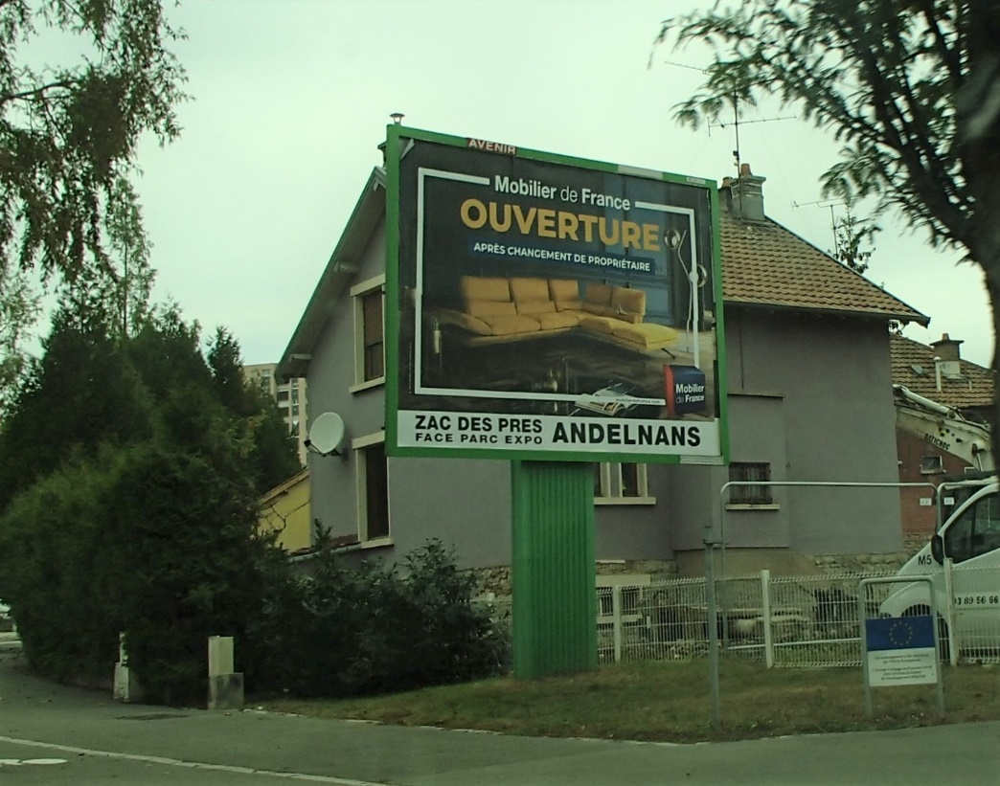 AVENIR
Mobilier de France
OUVERTURE
APRÈS CHANGEMENT DE PROPRIÉTAIRE
Mobilier
de France
ZAC DES PRES
FACE PARC EXPO
ANDELNANS
M5
03 89 56 66